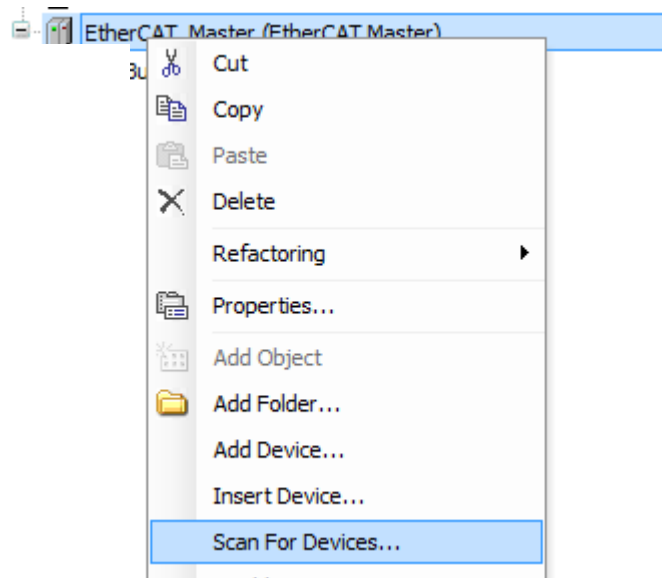 EtherCAT_Master (EtherCAT Master)
Bu
Cut
Copy
Paste
Delete
Refactoring
Properties...
Add Object
Add Folder...
Add Device...
Insert Device...
Scan For Devices...